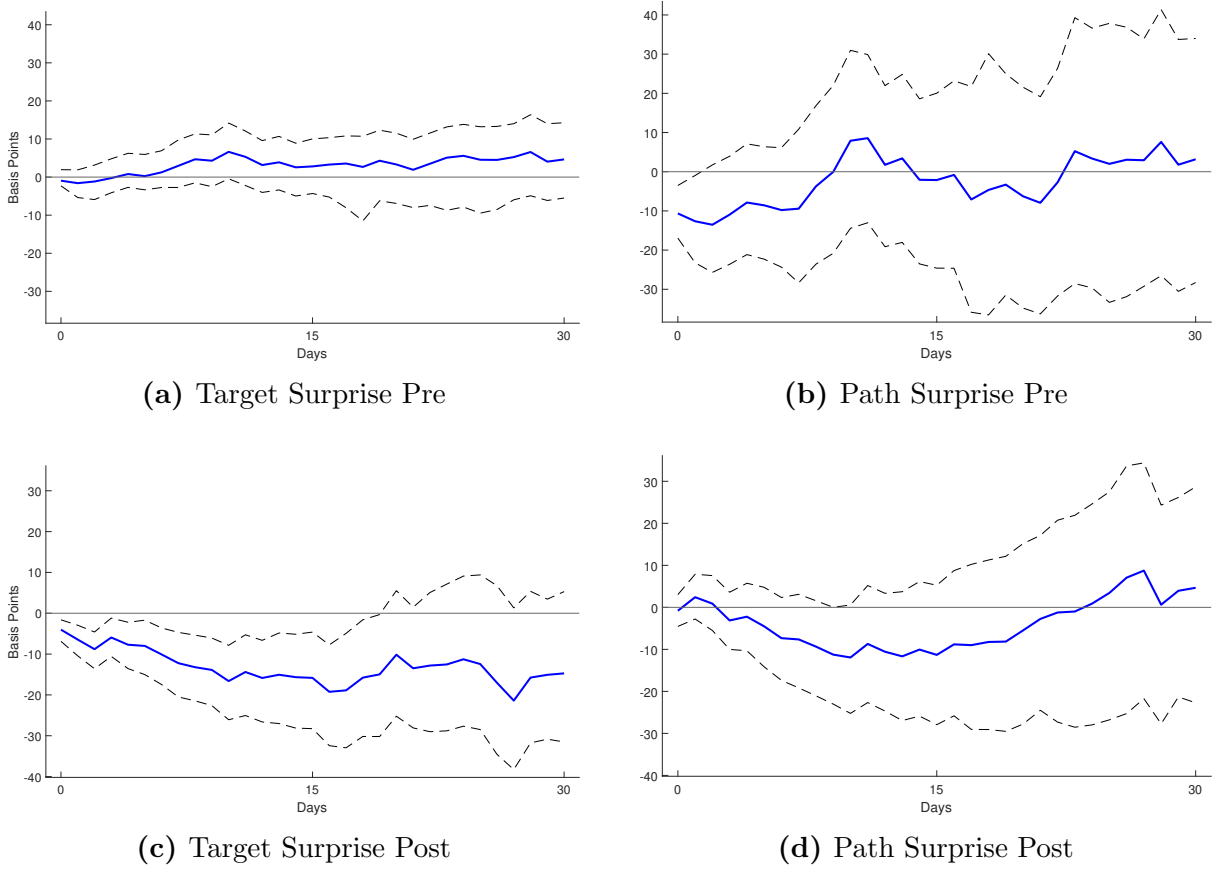 40
30
20
10
0
-10
-20
-30
Basis Points
0 15 30
Days
(a) Target Surprise Pre
40
30
20
10
0
-10
-20
-30
0 15 30
Days
(b) Path Surprise Pre
30
20
10
0
-10
-20
-30
-40
Basis Points
0 15 30
Days
(c) Target Surprise Post
30
20
10
0
-10
-20
-30
-40
0 15 30
Days
(d) Path Surprise Post